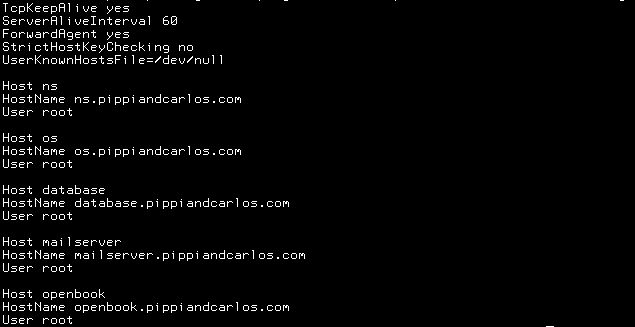 TcpKeepAlive yes
ServerAliveInterval 60
ForwardAgent yes
StrictHostKeyChecking no
UserKnownHostsFile=/dev/null
Host ns
HostName ns.pippiandcarlos.com
User root
Host os
HostName os.pippiandcarlos.com
User root
Host database
HostName database.pippiandcarlos.com
User root
Host mailserver
HostName mailserver.pippiandcarlos.com
User root
Host openbook
HostName openbook.pippiandcarlos.com
User root